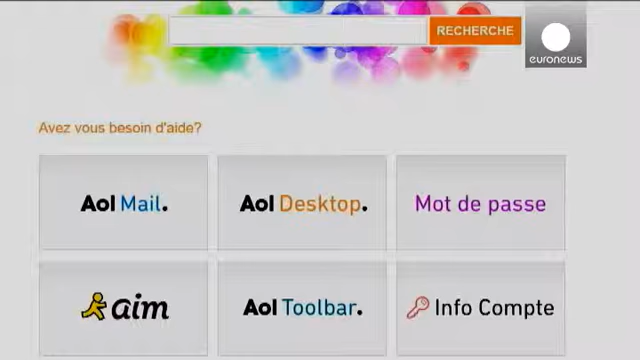 RECHERCHE
euronews
Avez vous besoin d'aide?
Aol Mail.
Aol Desktop.
Mot de passe
aim
Aol Toolbar.
Info Compte